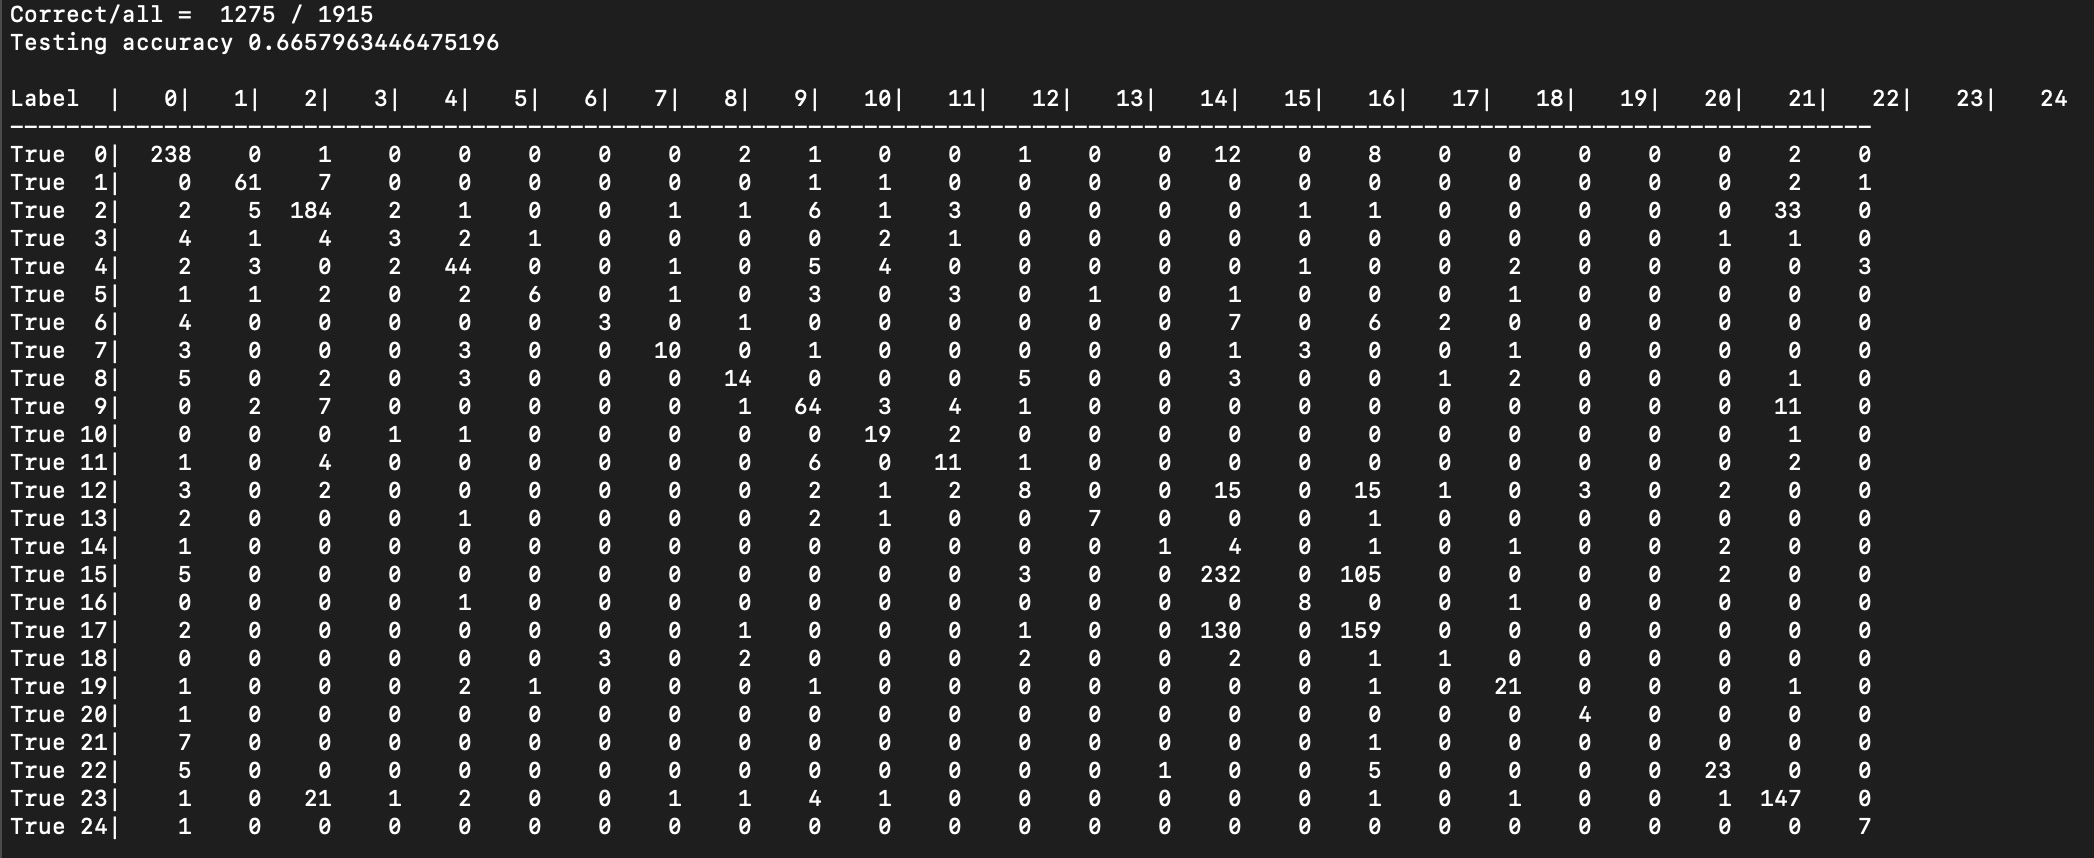 Correct/all =  1275 / 1915
Testing accuracy 0.6657963446475196
Label  |   0|   1|   2|   3|   4|   5|   6|   7|   8|   9|   10|   11|   12|   13|   14|   15|   16|   17|   18|   19|   20|   21|   22|   23|   24
-------------------------------------------------------------------------------------------------------------------------------------
True  0|  238    0    1    0    0    0    0    0    2    1    0    0    1    0    0   12    0    8    0    0    0    0    0    2    0
True  1|    0   61    7    0    0    0    0    0    0    1    1    0    0    0    0    0    0    0    0    0    0    0    0    2    1
True  2|    2    5  184    2    1    0    0    1    1    6    1    3    0    0    0    0    1    1    0    0    0    0    0   33    0
True  3|    4    1    4    3    2    1    0    0    0    0    2    1    0    0    0    0    0    0    0    0    0    0    1    1    0
True  4|    2    3    0    2   44    0    0    1    0    5    4    0    0    0    0    0    1    0    0    2    0    0    0    0    3
True  5|    1    1    2    0    2    6    0    1    0    3    0    3    0    1    0    1    0    0    0    1    0    0    0    0    0
True  6|    4    0    0    0    0    0    3    0    1    0    0    0    0    0    0    7    0    6    2    0    0    0    0    0    0
True  7|    3    0    0    0    3    0    0   10    0    1    0    0    0    0    0    1    3    0    0    1    0    0    0    0    0
True  8|    5    0    2    0    3    0    0    0   14    0    0    0    5    0    0    3    0    0    1    2    0    0    0    1    0
True  9|    0    2    7    0    0    0    0    0    1   64    3    4    1    0    0    0    0    0    0    0    0    0    0   11    0
True 10|    0    0    0    1    1    0    0    0    0    0   19    2    0    0    0    0    0    0    0    0    0    0    0    1    0
True 11|    1    0    4    0    0    0    0    0    0    6    0   11    1    0    0    0    0    0    0    0    0    0    0    2    0
True 12|    3    0    2    0    0    0    0    0    0    2    1    2    8    0    0   15    0   15    1    0    3    0    2    0    0
True 13|    2    0    0    0    1    0    0    0    0    2    1    0    0    7    0    0    0    1    0    0    0    0    0    0    0
True 14|    1    0    0    0    0    0    0    0    0    0    0    0    0    0    1    4    0    1    0    1    0    0    2    0    0
True 15|    5    0    0    0    0    0    0    0    0    0    0    0    3    0    0  232    0  105    0    0    0    0    2    0    0
True 16|    0    0    0    0    1    0    0    0    0    0    0    0    0    0    0    0    8    0    0    1    0    0    0    0    0
True 17|    2    0    0    0    0    0    0    0    1    0    0    0    1    0    0  130    0  159    0    0    0    0    0    0    0
True 18|    0    0    0    0    0    0    3    0    2    0    0    0    2    0    0    2    0    1    1    0    0    0    0    0    0
True 19|    1    0    0    0    2    1    0    0    0    1    0    0    0    0    0    0    0    1    0   21    0    0    0    1    0
True 20|    1    0    0    0    0    0    0    0    0    0    0    0    0    0    0    0    0    0    0    0    4    0    0    0    0
True 21|    7    0    0    0    0    0    0    0    0    0    0    0    0    0    0    0    0    1    0    0    0    0    0    0    0
True 22|    5    0    0    0    0    0    0    0    0    0    0    0    0    0    1    0    0    5    0    0    0    0   23    0    0
True 23|    1    0   21    1    2    0    0    1    1    4    1    0    0    0    0    0    0    1    0    1    0    0    1  147    0
True 24|    1    0    0    0    0    0    0    0    0    0    0    0    0    0    0    0    0    0    0    0    0    0    0    0    7